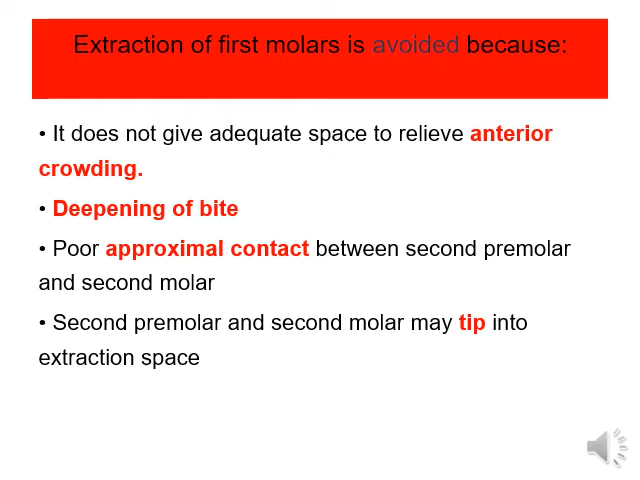 Extraction of first molars is avoided because:
• It does not give adequate space to relieve anterior
crowding.
• Deepening of bite
• Poor approximal contact between second premolar
and second molar
• Second premolar and second molar may tip into
extraction space